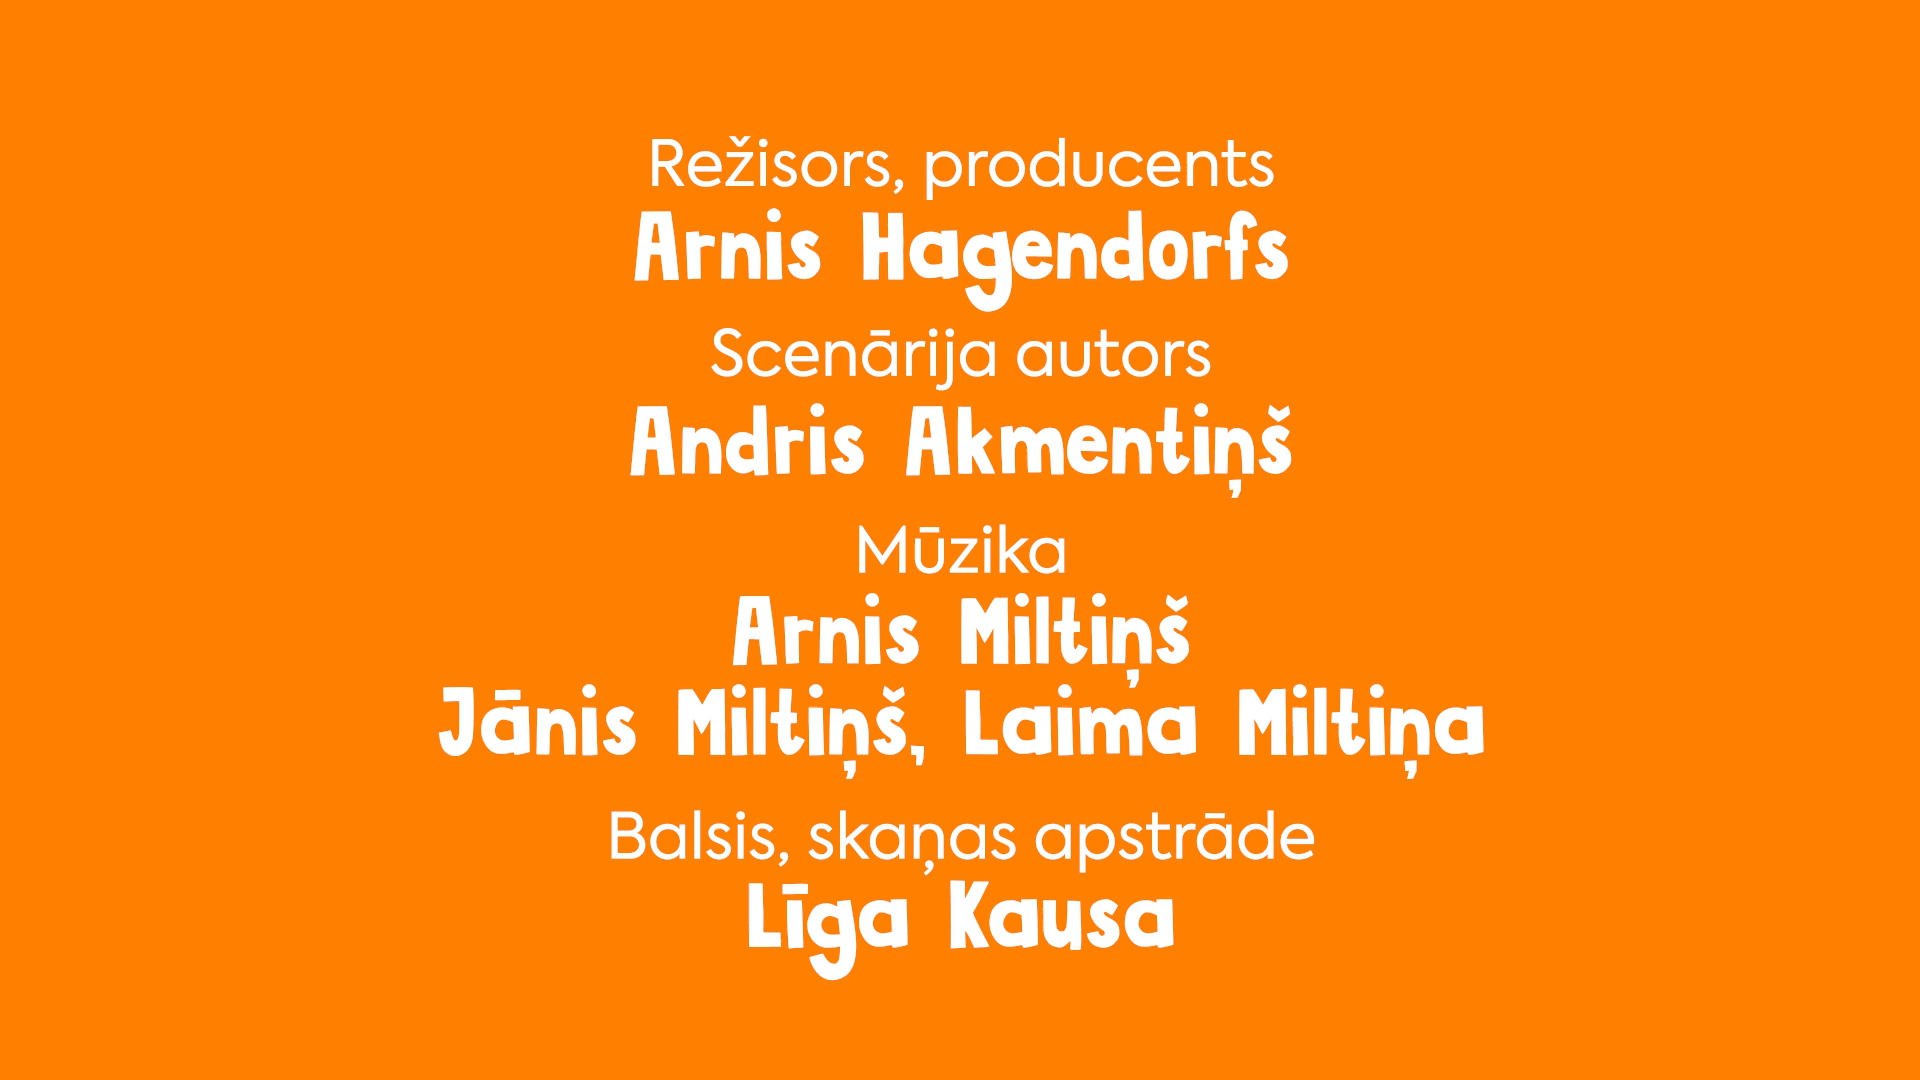 Režisors, producents
Arnis Hagendorfs
Scenārija autors
Andris Akmentiņš
Mūzika
Arnis Miltiņš
Jānis Miltiņš, Laima Miltiņa
Balsis, skaņas apstrāde
Līga Kausa